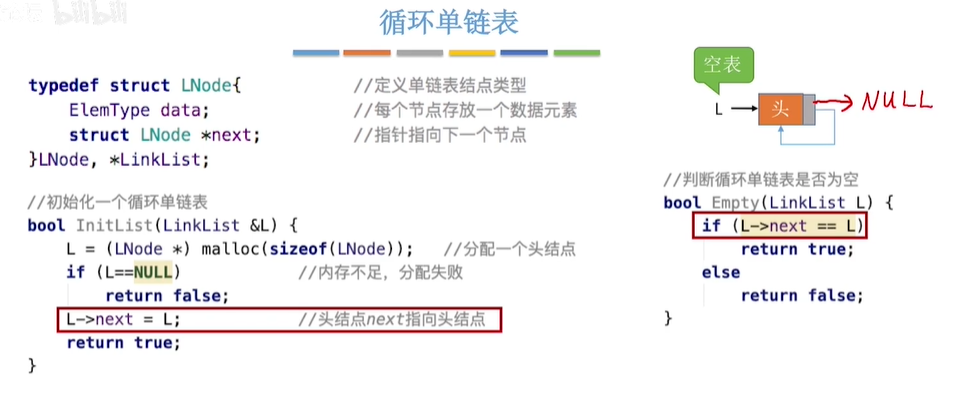 bilibili
循环单链表
typedef struct LNode{ //定义单链表结点类型
ElemType data; //每个节点存放一个数据元素
struct LNode *next; //指针指向下一个节点
}LNode, *LinkList;
//初始化一个循环单链表
bool InitList(LinkList &L) {
L = (LNode *) malloc(sizeof(LNode)); //分配一个头结点
if (L==NULL) //内存不足，分配失败
return false;
L->next = L; //头结点next指向头结点
return true;
}
空表
L
头
NULL
//判断循环单链表是否为空
bool Empty(LinkList L) {
if (L->next == L)
return true;
else
return false;
}